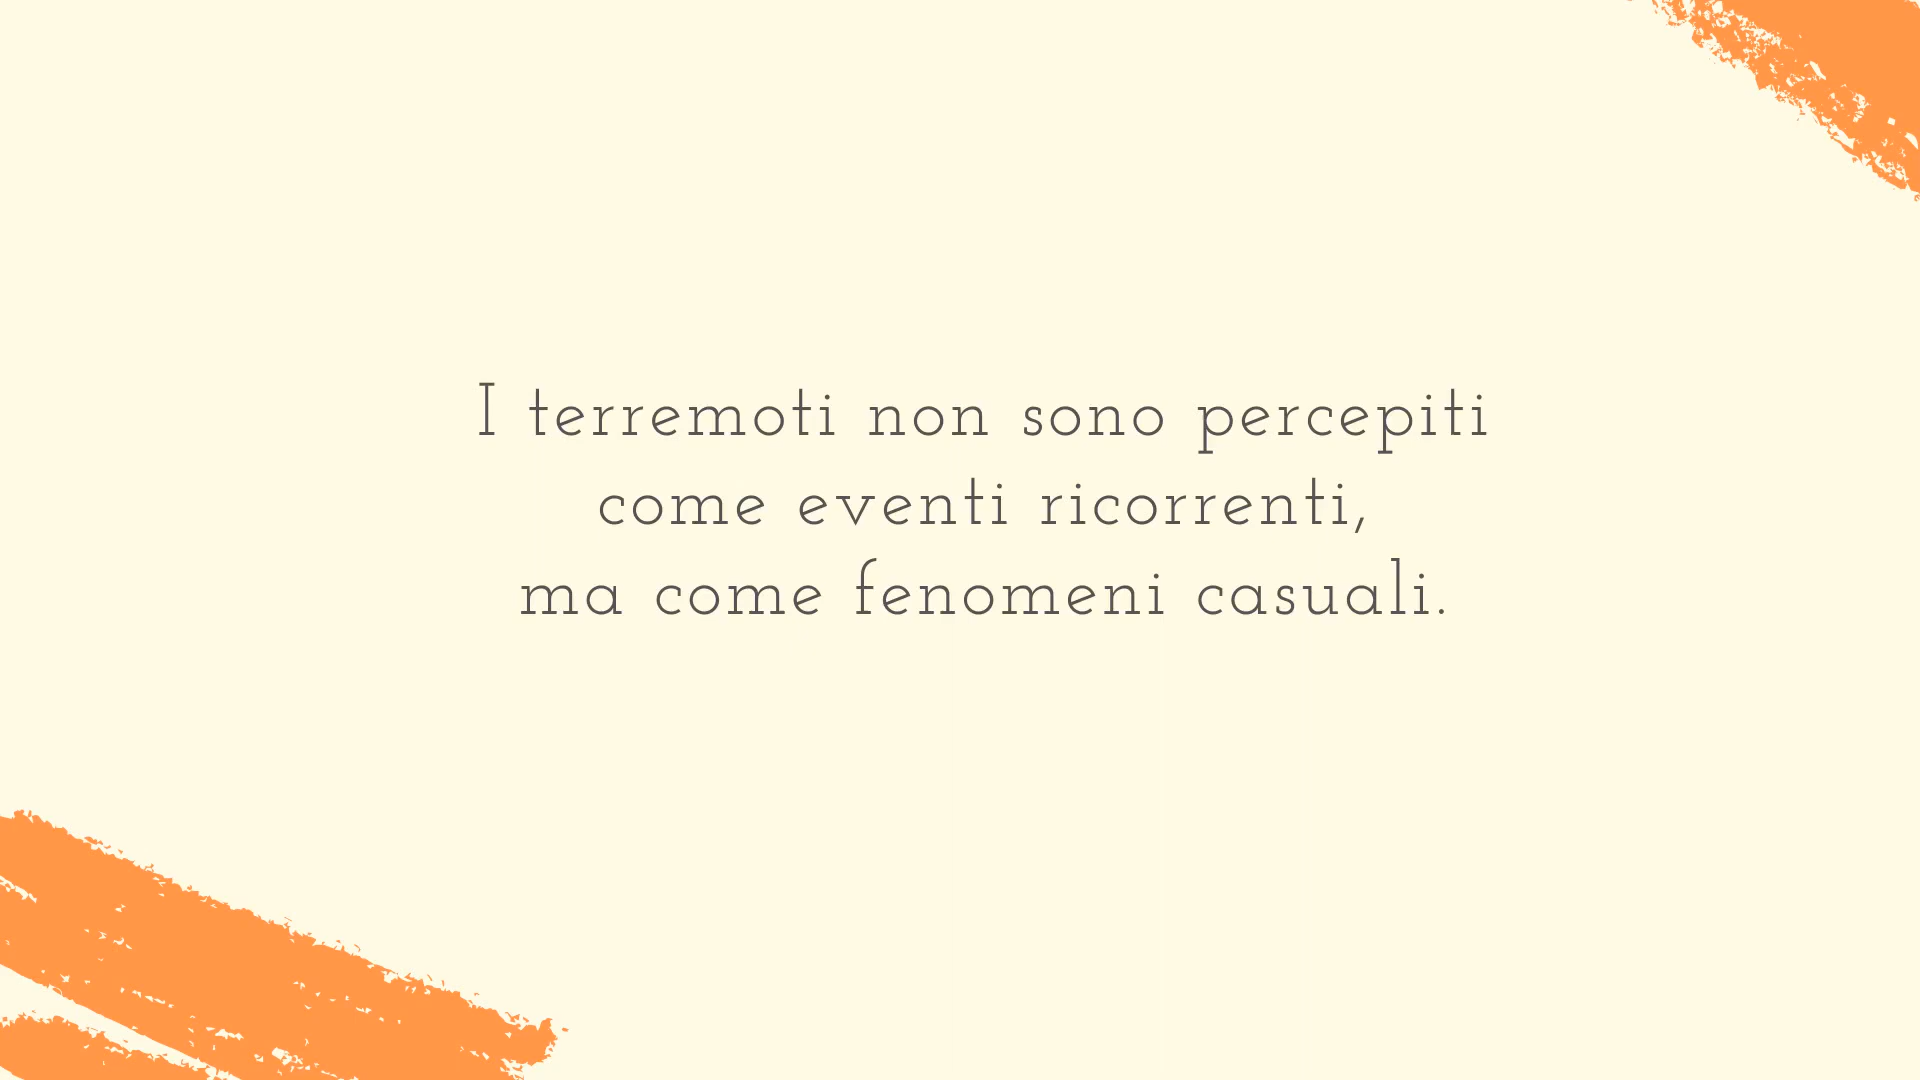 I terremoti non sono percepiti
come eventi ricorrenti,
ma come fenomeni casuali.